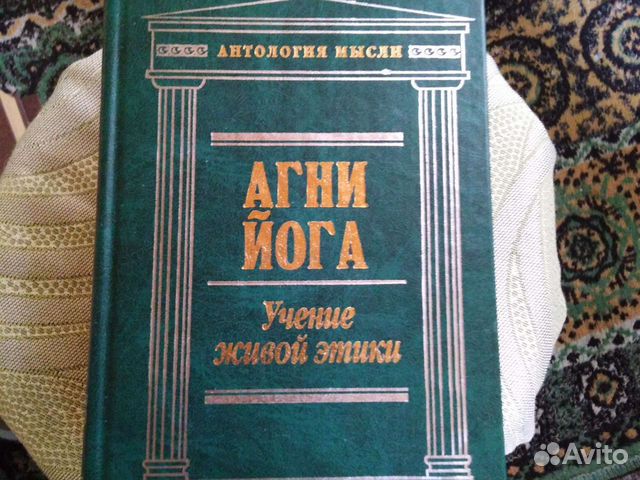 АНТОЛОГИЯ МЫСЛИ
АГНИ
ЙОГА
Учение
живой этики
Avito